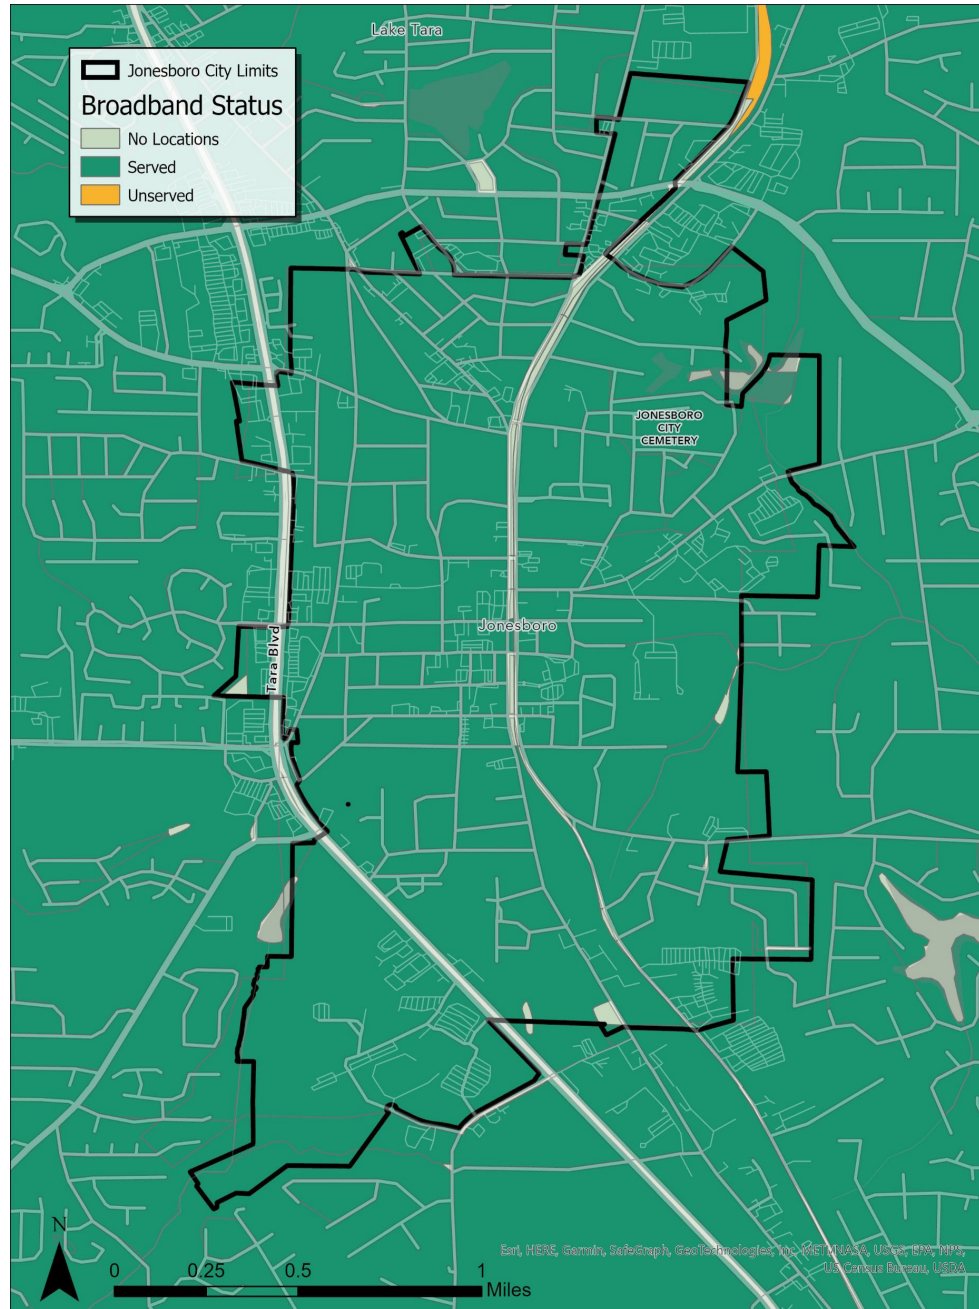 Lake Tara
Jonesboro City Limits
Broadband Status
No Locations
Served
Unserved
JONESBORO
CITY
CEMETERY
Jonesboro
Tara Blvd
N
0 0.25 0.5 1
Miles
Esri, HERE, Garmin, SafeGraph, GeoTechnologies, Inc, METI/NASA, USGS, EPA, NPS,
US Census Bureau, USDA